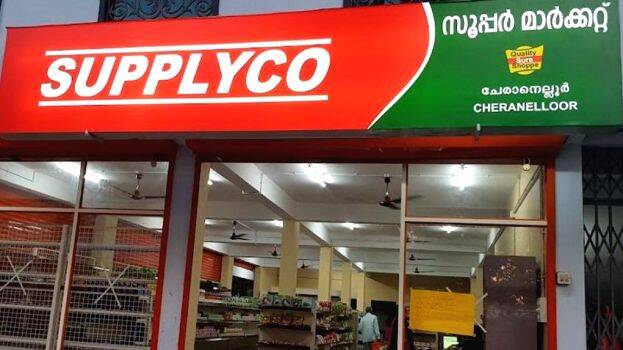 SUPPLYCO
സൂപ്പർ മാർക്കറ്റ്
Quality
Sure
Shoppe
ചേരാനെല്ലൂർ
CHERANELLOOR